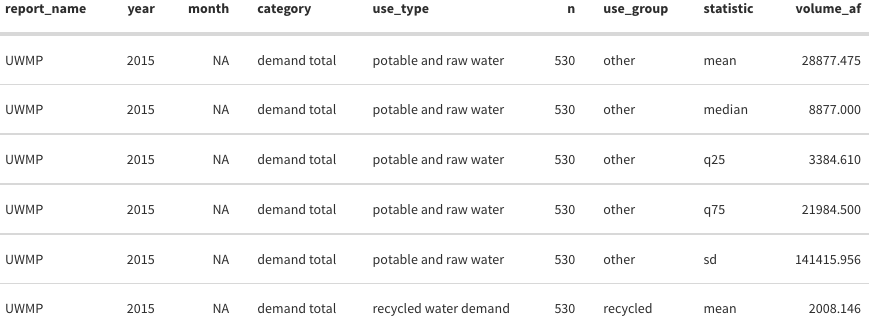 report_name year month category use_type n use_group statistic volume_af
UWMP 2015 NA demand total potable and raw water 530 other mean 28877.475
UWMP 2015 NA demand total potable and raw water 530 other median 8877.000
UWMP 2015 NA demand total potable and raw water 530 other q25 3384.610
UWMP 2015 NA demand total potable and raw water 530 other q75 21984.500
UWMP 2015 NA demand total potable and raw water 530 other sd 141415.956
UWMP 2015 NA demand total recycled water demand 530 recycled mean 2008.146